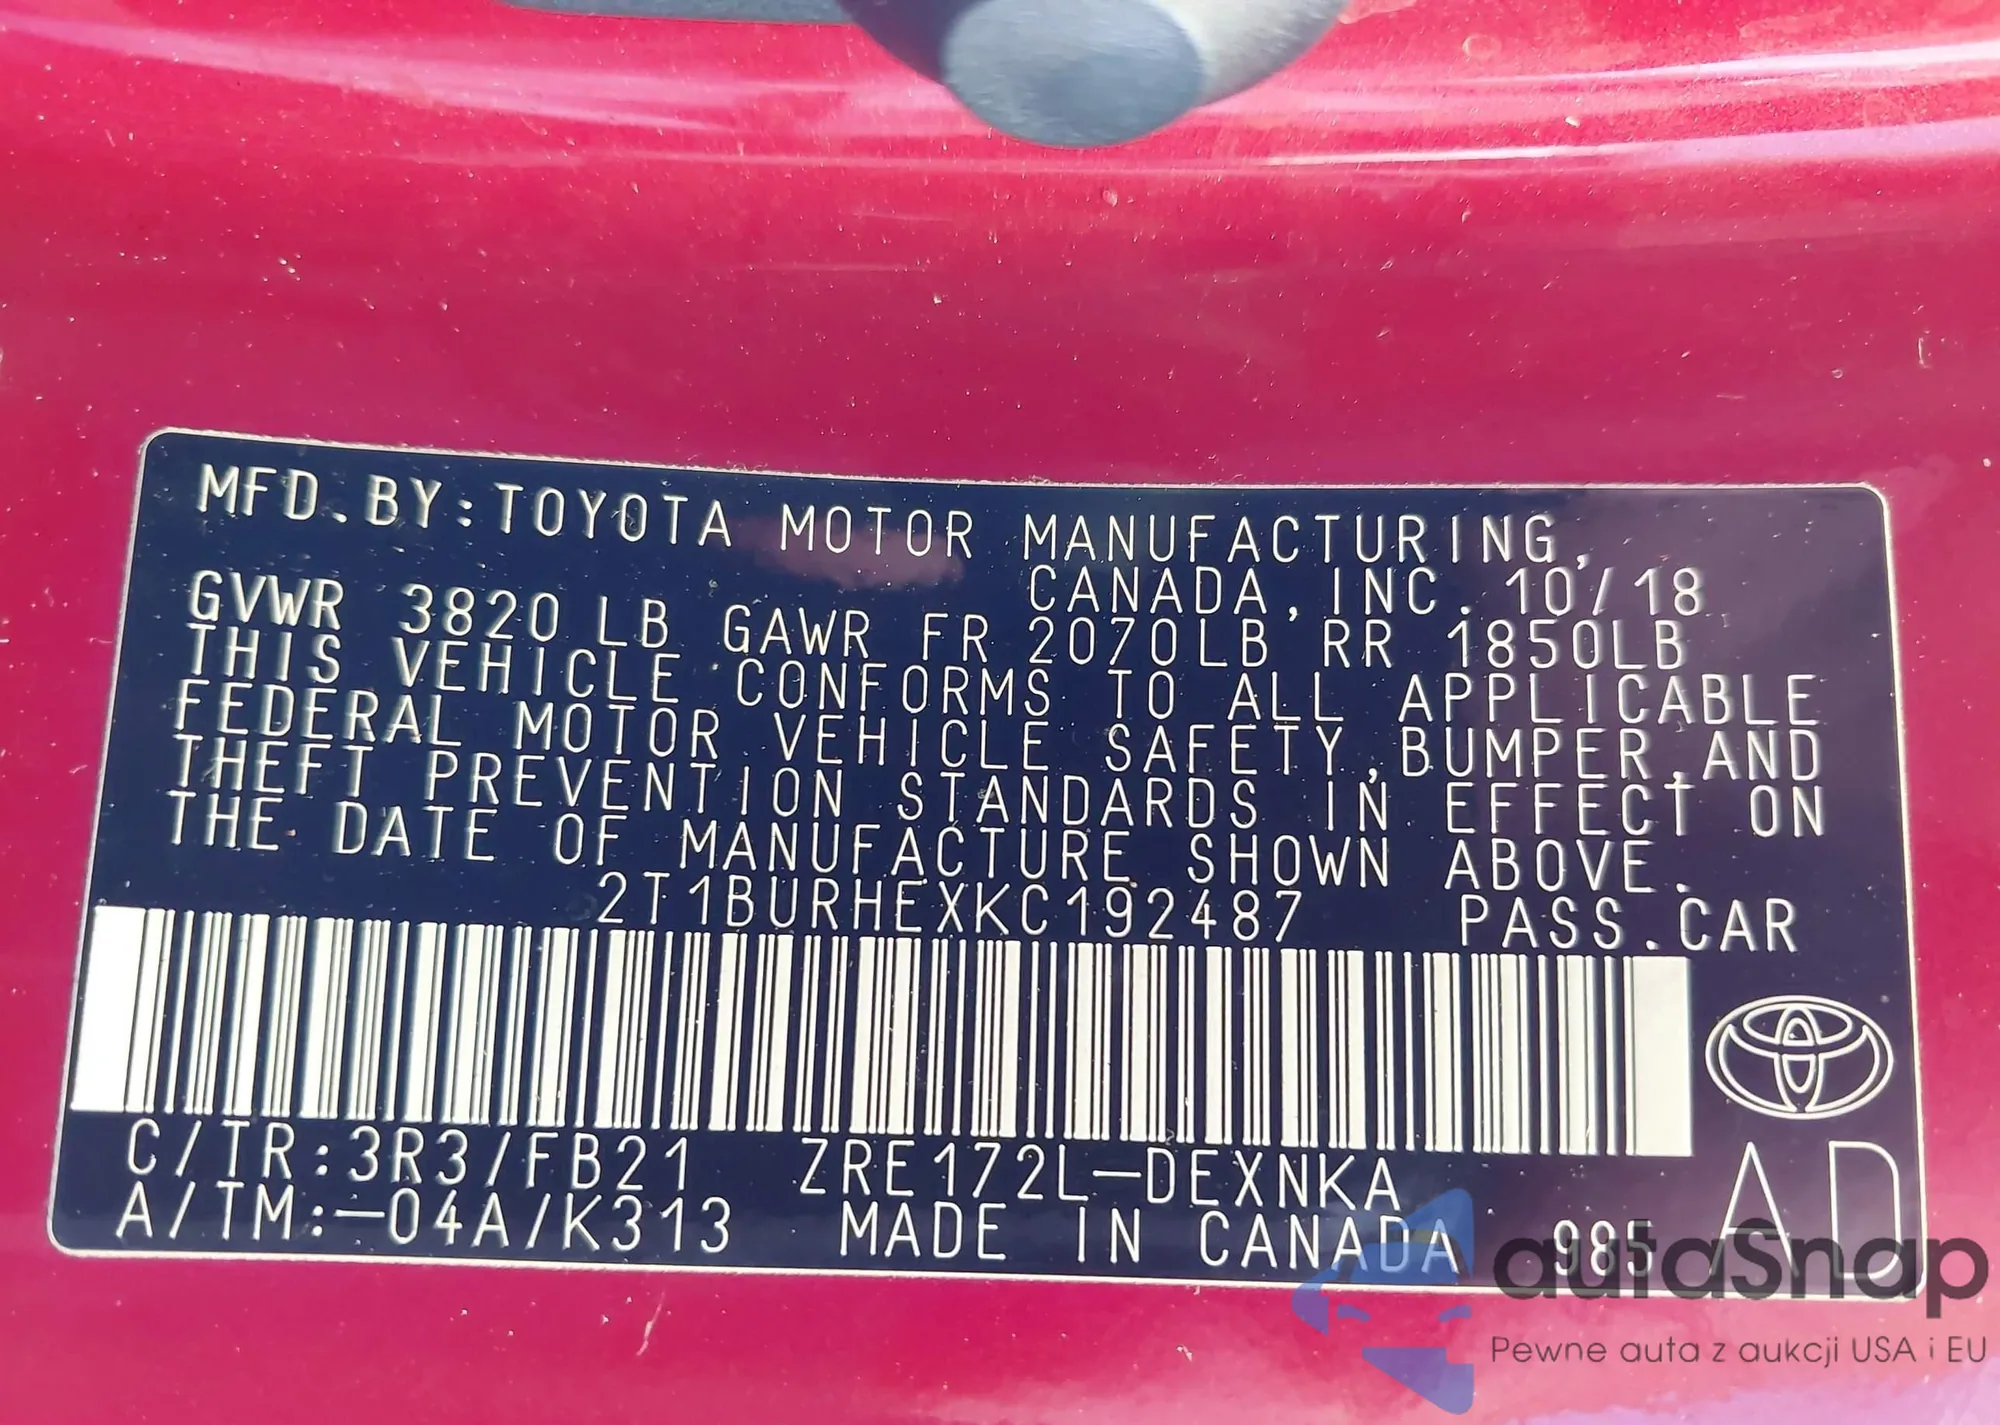 MFD.BY:TOYOTA MOTOR MANUFACTURING,
CANADA, INC. 10/18
GVWR 3820 LB GAWR FR 2070LB RR 1850LB
THIS VEHICLE CONFORMS TO ALL APPLICABLE
FEDERAL MOTOR VEHICLE SAFETY,BUMPER,AND
THEFT PREVENTION STANDARDS IN EFFECT ON
THE DATE OF MANUFACTURE SHOWN ABOVE.
2T1BURHEXKC192487 PASS.CAR
C/TR:3R3/FB21 ZRE172L-DEXNKA
A/TM:-04A/K313 MADE IN CANADA 985 AD
autaSnap
Pewne auta z aukcji USA i EU